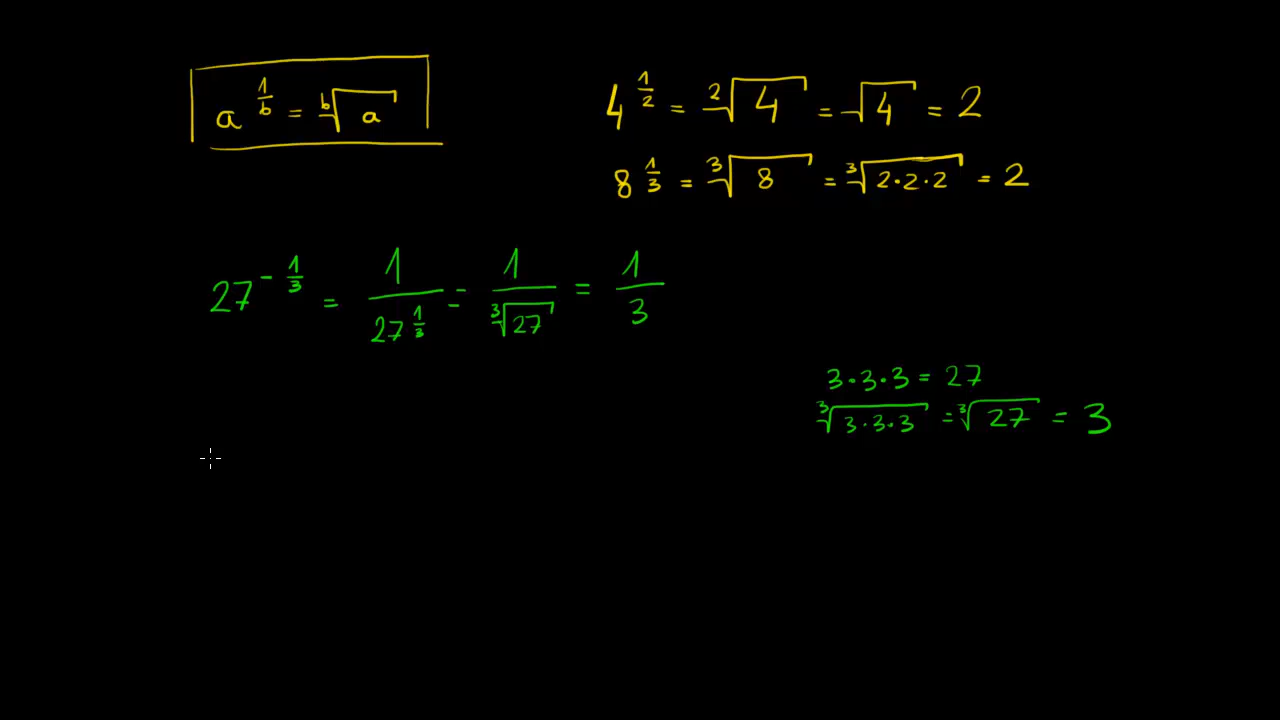 a^{1/b} = ᵇ√a
4^{1/2} = ²√4 = √4 = 2
8^{1/3} = ³√8 = ³√(2·2·2) = 2
27^{-1/3} = 1/27^{1/3} = 1/³√27 = 1/3
3·3·3 = 27
³√(3·3·3) = ³√27 = 3